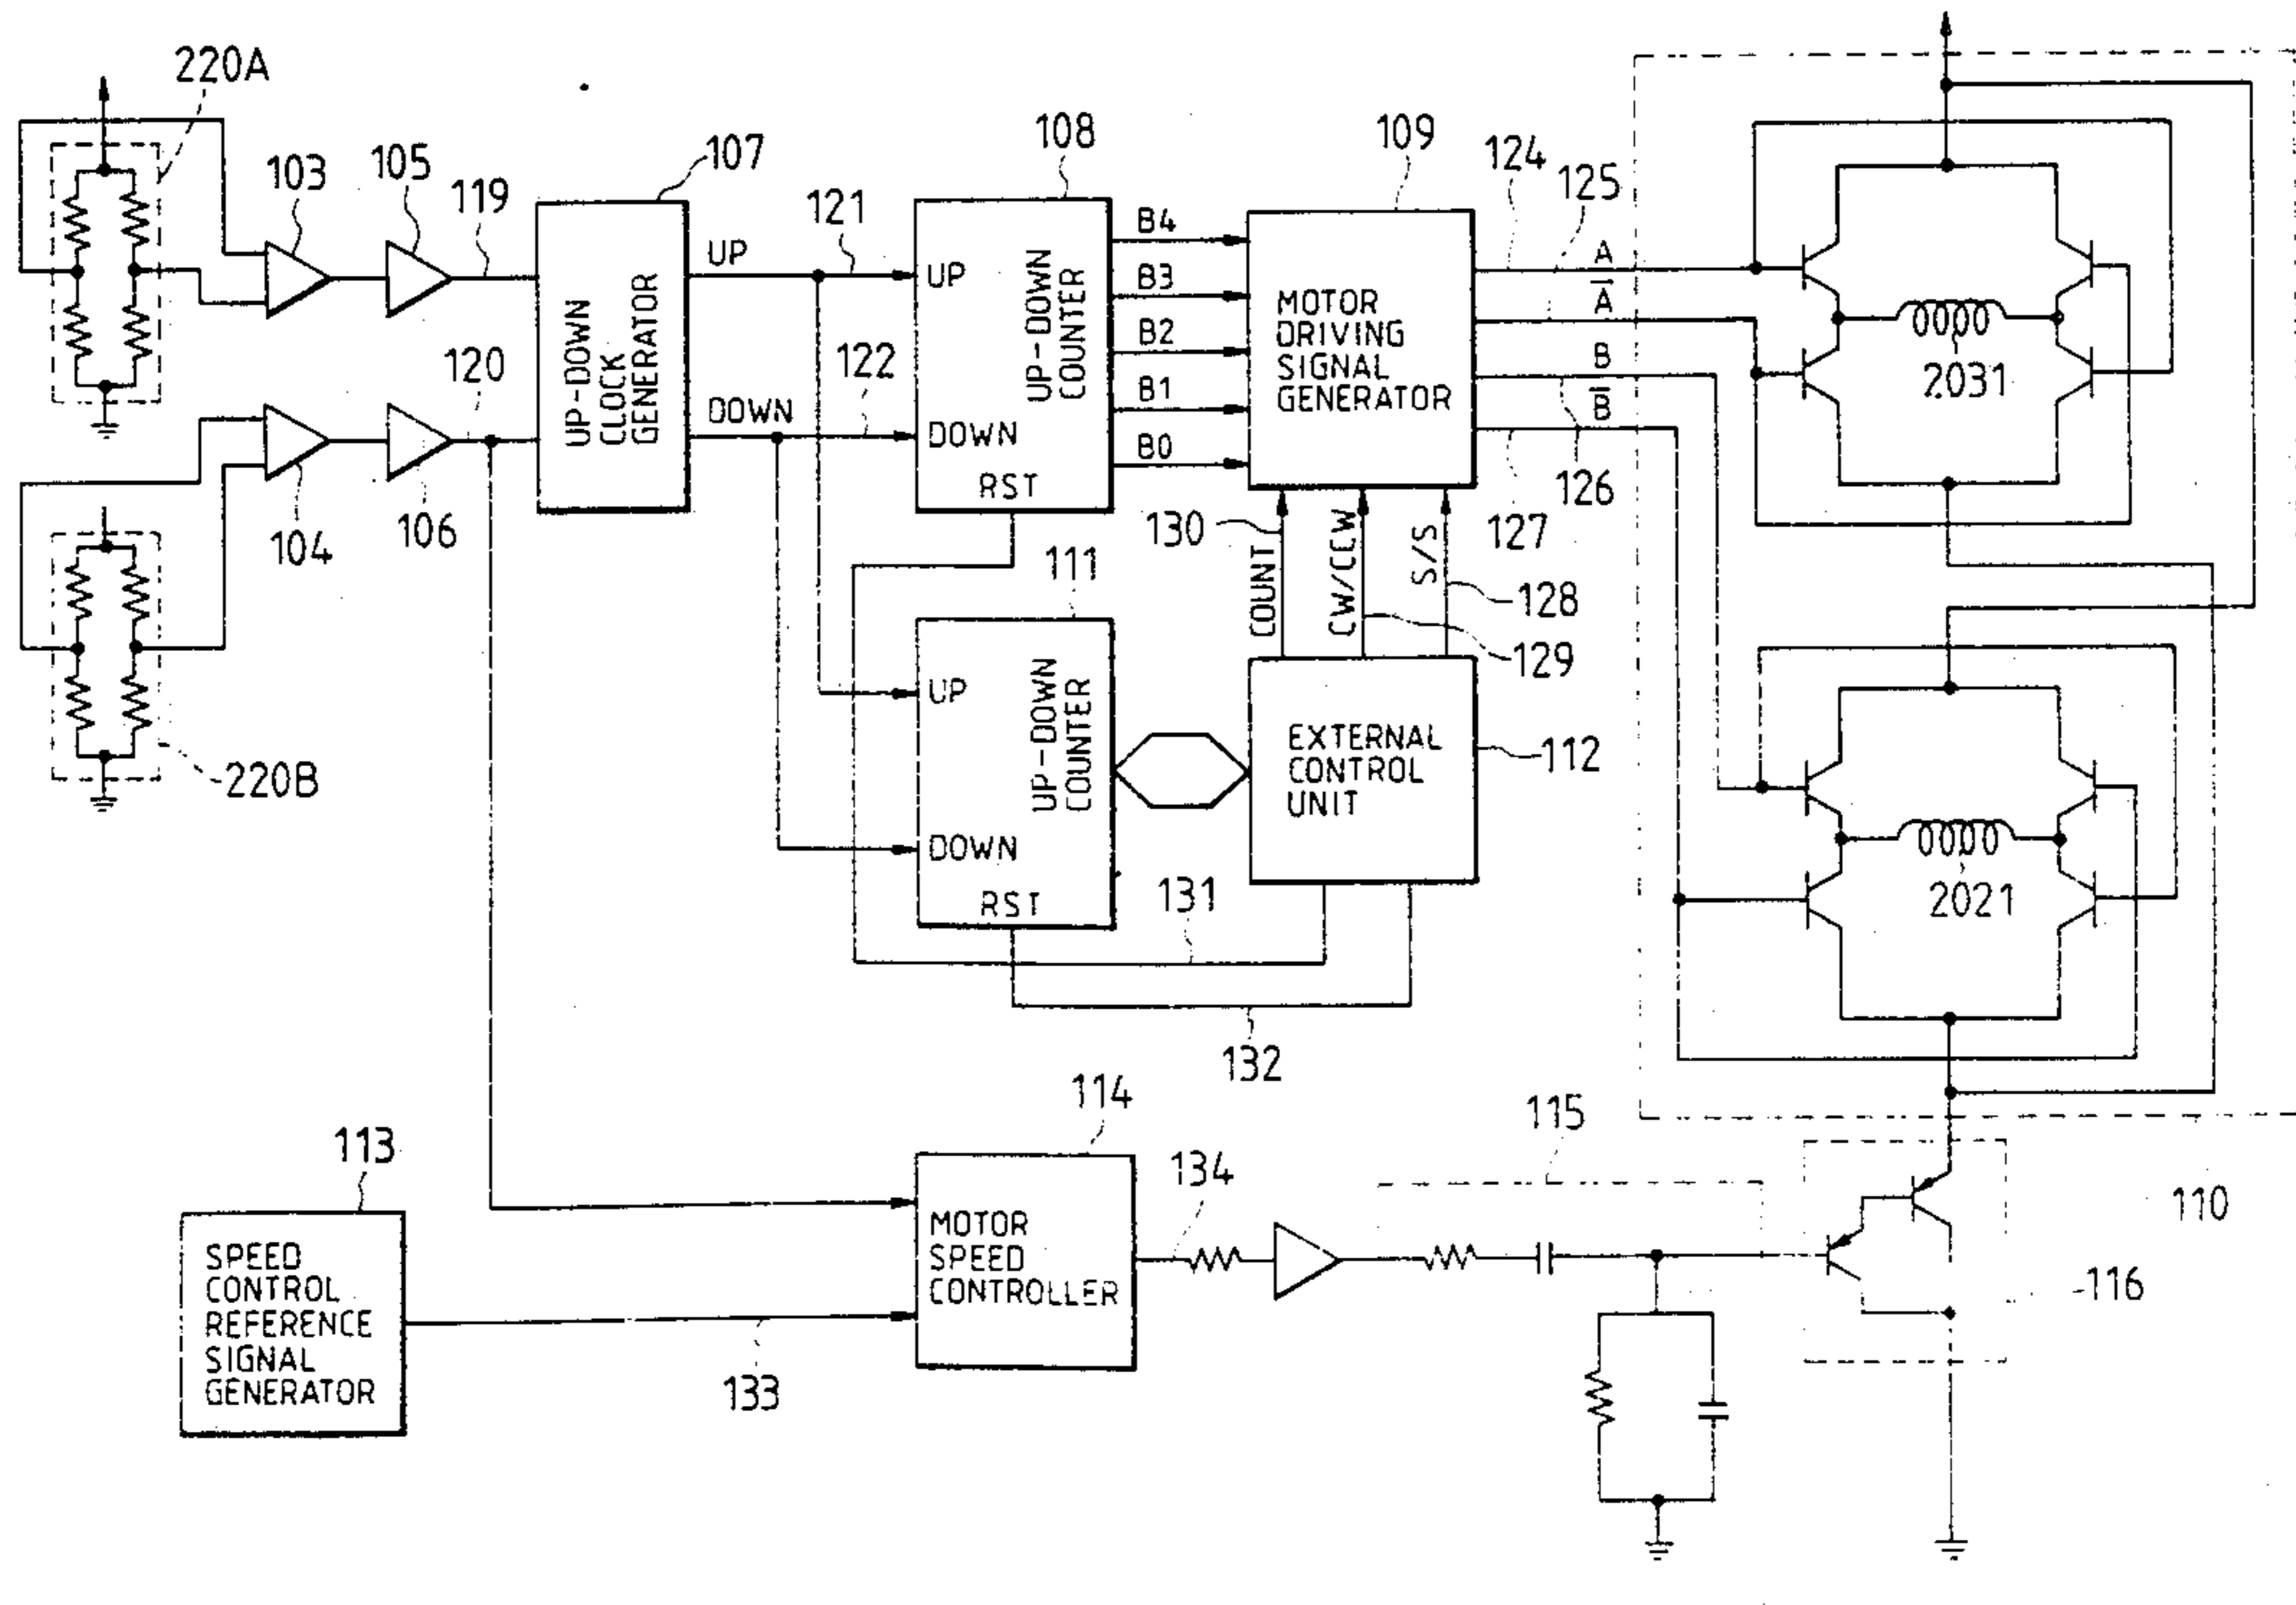 220A
103
105
119
107
UP-DOWN
CLOCK
GENERATOR
UP
DOWN
120
104
106
220B
121
122
108
UP
DOWN
RST
UP-DOWN
COUNTER
B4
B3
B2
B1
B0
109
MOTOR
DRIVING
SIGNAL
GENERATOR
124
125
A
A̅
B
B̅
126
127
130
COUNT
CW/CCW
S/S
128
129
111
UP
DOWN
RST
UP-DOWN
COUNTER
EXTERNAL
CONTROL
UNIT
112
131
132
2031
2021
113
SPEED
CONTROL
REFERENCE
SIGNAL
GENERATOR
133
114
MOTOR
SPEED
CONTROLLER
134
115
110
116